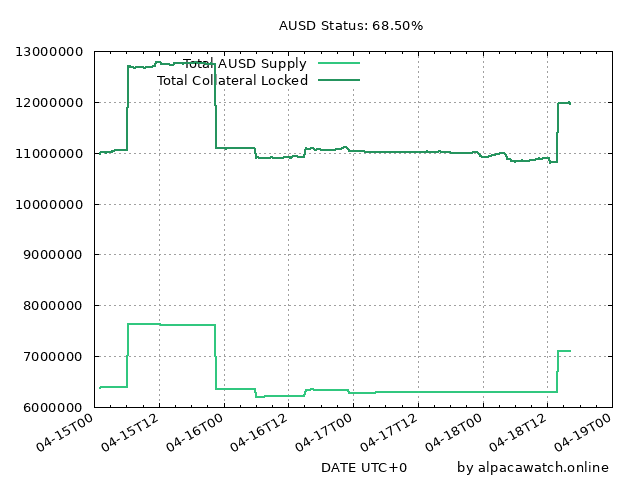 AUSD Status: 68.50%
13000000
12000000
11000000
10000000
9000000
8000000
7000000
6000000
Total AUSD Supply
Total Collateral Locked
04-15T00
04-15T12
04-16T00
04-16T12
04-17T00
04-17T12
04-18T00
04-18T12
04-19T00
DATE UTC+0
by alpacawatch.online